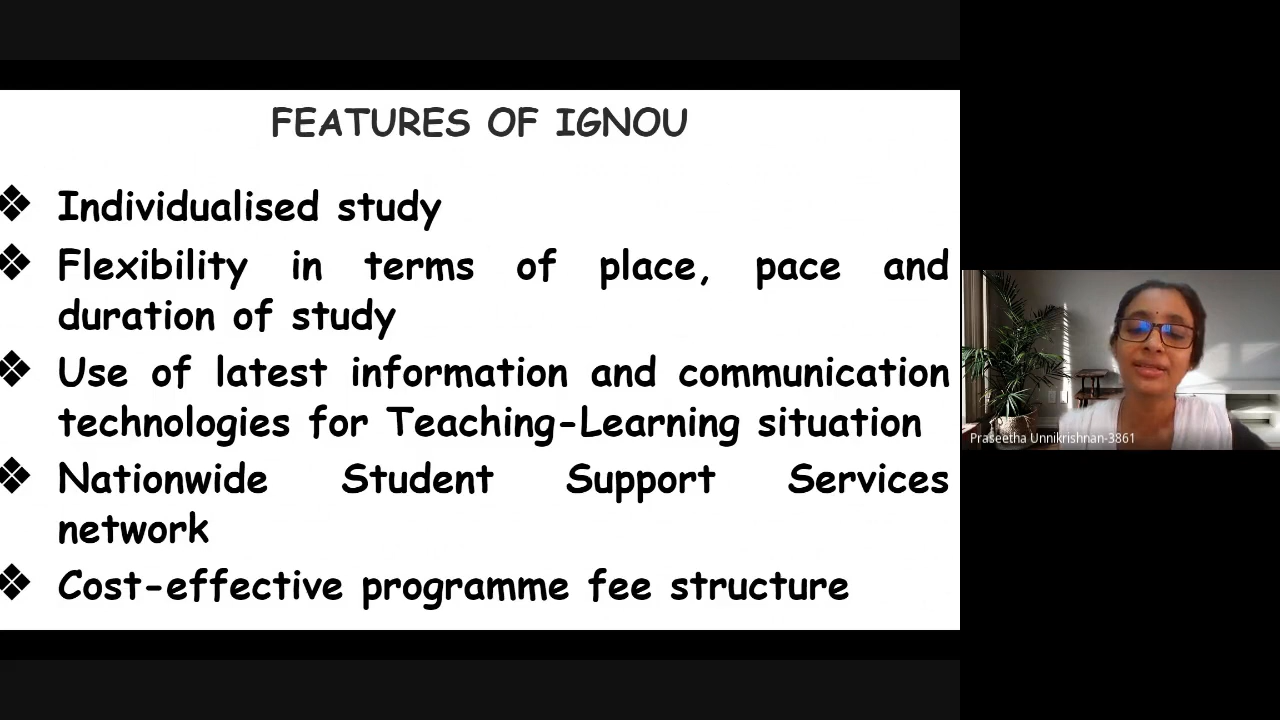 FEATURES OF IGNOU
❖ Individualised study
❖ Flexibility in terms of place, pace and
duration of study
❖ Use of latest information and communication
technologies for Teaching-Learning situation
❖ Nationwide Student Support Services
network
❖ Cost-effective programme fee structure
Praseetha Unnikrishnan-3861